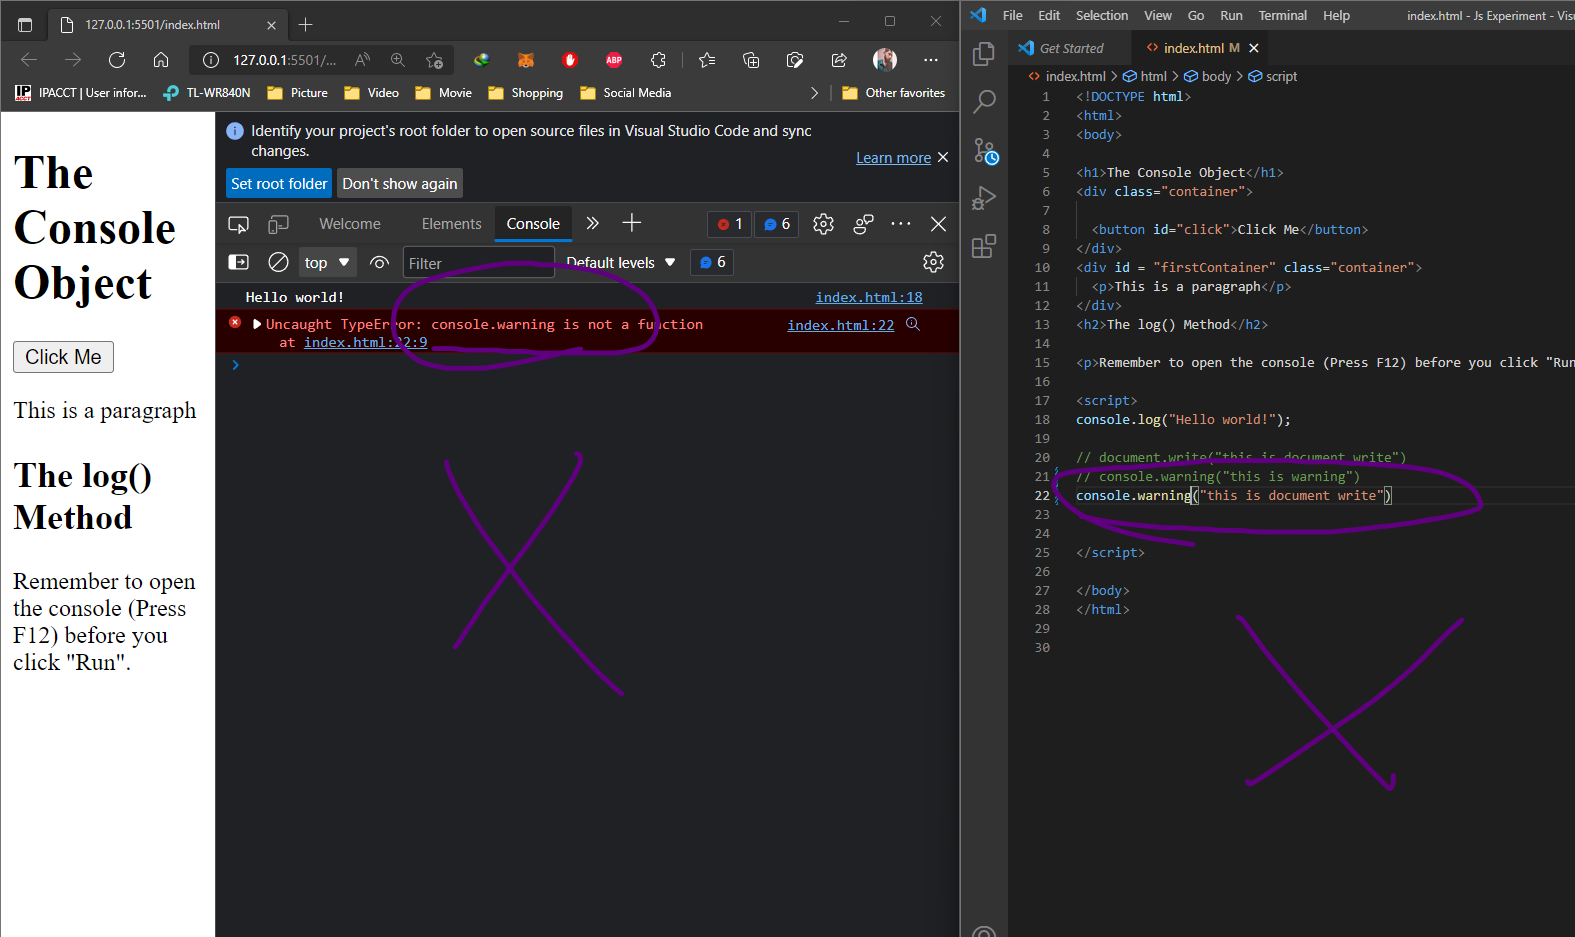 127.0.0.1:5501/index.html
127.0.0.1:5501/...
ABP
IPACCT | User infor...
TL-WR840N
Picture
Video
Movie
Shopping
Social Media
Other favorites
The
Console
Object
Click Me
This is a paragraph
The log()
Method
Remember to open
the console (Press
F12) before you
click "Run".
Identify your project's root folder to open source files in Visual Studio Code and sync
changes.
Learn more
Set root folder
Don't show again
Welcome
Elements
Console
1
6
top
Filter
Default levels
6
Hello world!
index.html:18
Uncaught TypeError: console.warning is not a function
index.html:22
at index.html:22:9
File Edit Selection View Go Run Terminal Help
index.html - Js Experiment - Visu
Get Started
index.html M
index.html > html > body > script
1 <!DOCTYPE html>
2 <html>
3 <body>
4
5 <h1>The Console Object</h1>
6 <div class="container">
7
8 <button id="click">Click Me</button>
9 </div>
10 <div id = "firstContainer" class="container">
11 <p>This is a paragraph</p>
12 </div>
13 <h2>The log() Method</h2>
14
15 <p>Remember to open the console (Press F12) before you click "Run
16
17 <script>
18 console.log("Hello world!");
19
20 // document.write("this is document write")
21 // console.warning("this is warning")
22 console.warning("this is document write")
23
24
25 </script>
26
27 </body>
28 </html>
29
30